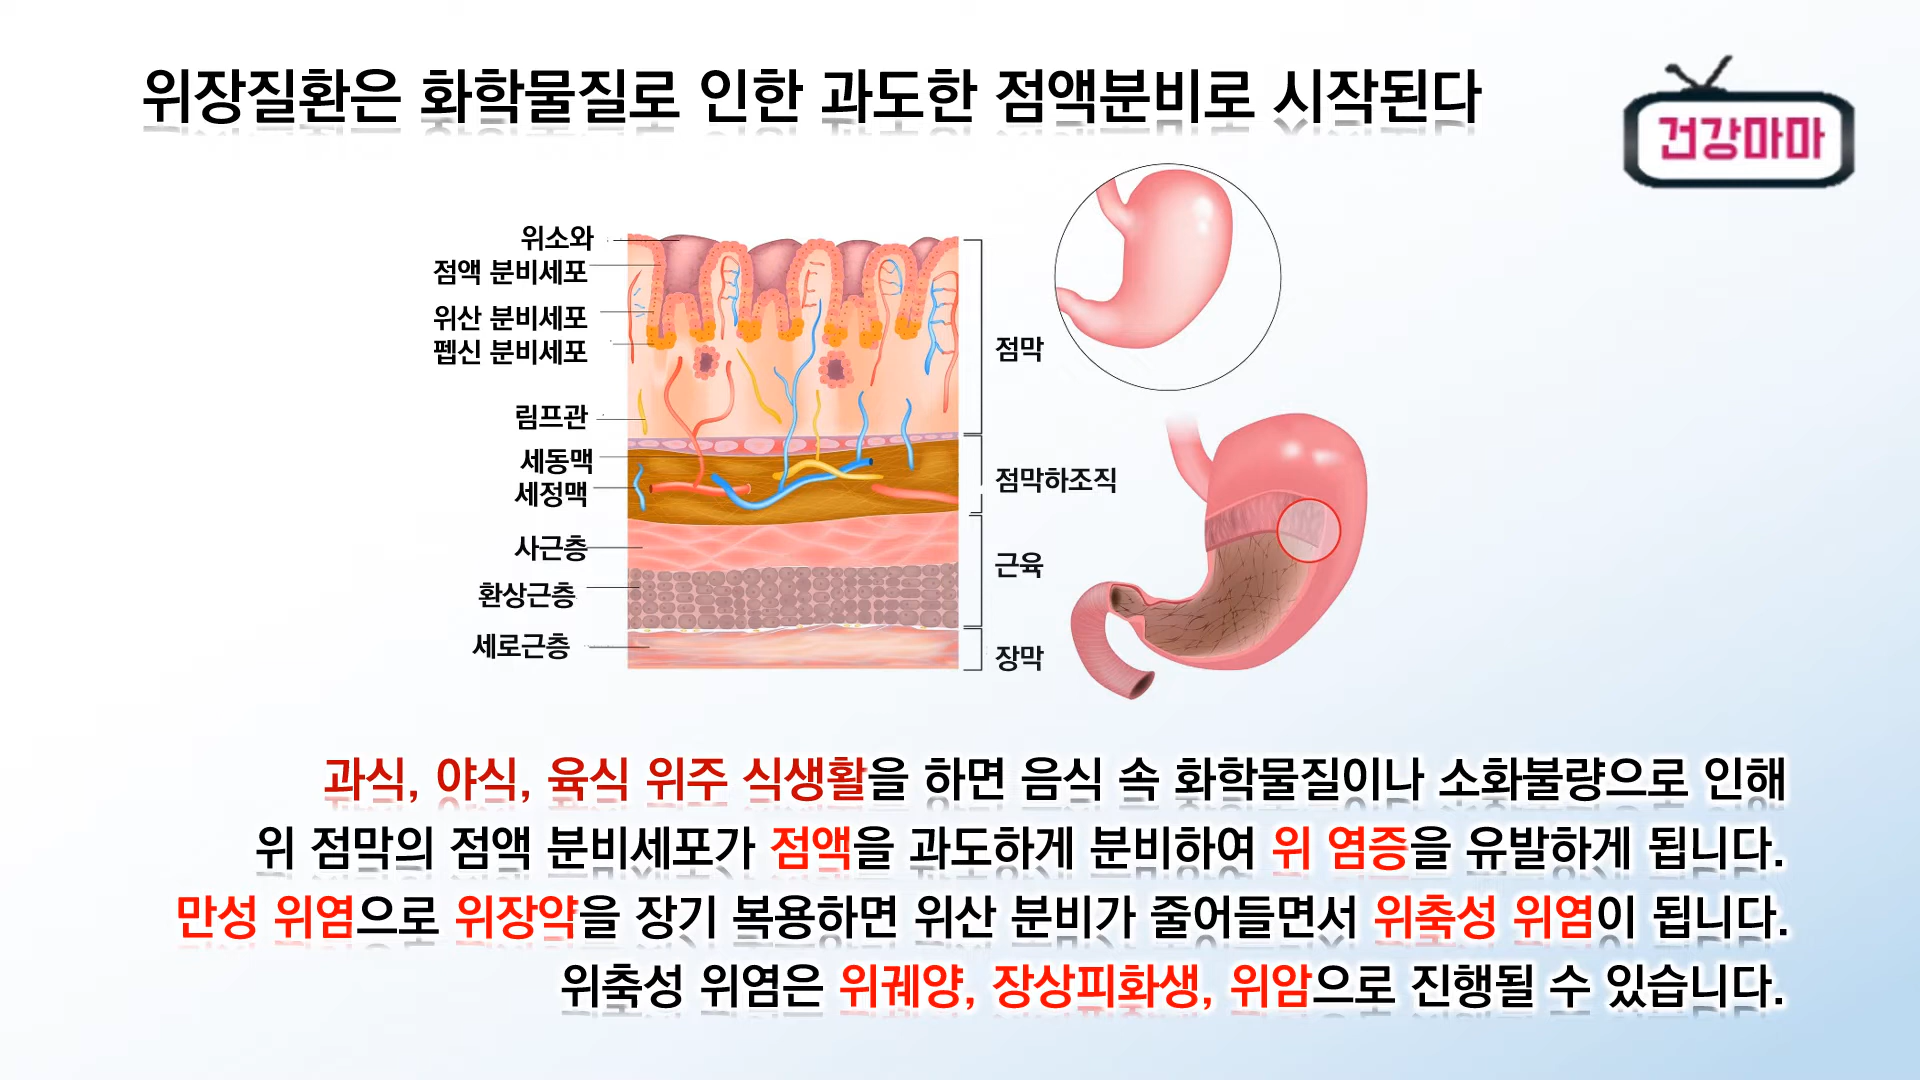 위장질환은 화학물질로 인한 과도한 점액분비로 시작된다
건강마마
위소와
점액 분비세포
위산 분비세포
펩신 분비세포
림프관
세동맥
세정맥
사근층
환상근층
세로근층
점막
점막하조직
근육
장막
과식, 야식, 육식 위주 식생활을 하면 음식 속 화학물질이나 소화불량으로 인해
위 점막의 점액 분비세포가 점액을 과도하게 분비하여 위 염증을 유발하게 됩니다.
만성 위염으로 위장약을 장기 복용하면 위산 분비가 줄어들면서 위축성 위염이 됩니다.
위축성 위염은 위궤양, 장상피화생, 위암으로 진행될 수 있습니다.